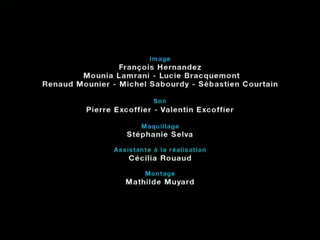 Image
François Hernandez
Mounia Lamrani - Lucie Bracquemont
Renaud Mounier - Michel Sabourdy - Sébastien Courtain
Son
Pierre Excoffier - Valentin Excoffier
Maquillage
Stéphanie Selva
Assistante à la réalisation
Cécilia Rouaud
Montage
Mathilde Muyard